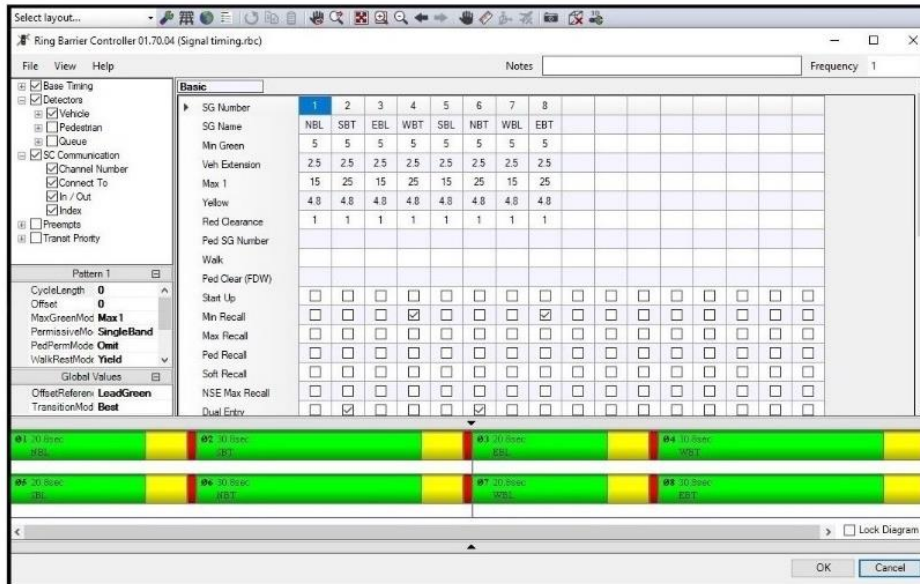 Select layout...
Ring Barrier Controller 01.70.04 (Signal timing.rbc)
File View Help Notes Frequency 1
Base Timing
Detectors
Vehicle
Pedestrian
Queue
SC Communication
Channel Number
Connect To
In / Out
Index
Preempts
Transit Priority
Pattern 1
CycleLength 0
Offset 0
MaxGreenMod Max1
PermissiveMo SingleBand
PedPermMode Omit
WalkRestMode Yield
Global Values
OffsetReferen LeadGreen
TransitionMod Best
Basic
SG Number 1 2 3 4 5 6 7 8
SG Name NBL SBT EBL WBT SBL NBT WBL EBT
Min Green 5 5 5 5 5 5 5 5
Veh Extension 2.5 2.5 2.5 2.5 2.5 2.5 2.5 2.5
Max 1 15 25 15 25 15 25 15 25
Yellow 4.8 4.8 4.8 4.8 4.8 4.8 4.8 4.8
Red Clearance 1 1 1 1 1 1 1 1
Ped SG Number
Walk
Ped Clear (FDW)
Start Up
Min Recall
Max Recall
Ped Recall
Soft Recall
NSE Max Recall
Dual Entry
01 20.8sec 02 30.8sec 03 20.8sec 04 30.8sec
NBL SBT EBL WBT
05 20.8sec 06 30.8sec 07 20.8sec 08 30.8sec
SBL NBT WBL EBT
Lock Diagram
OK Cancel